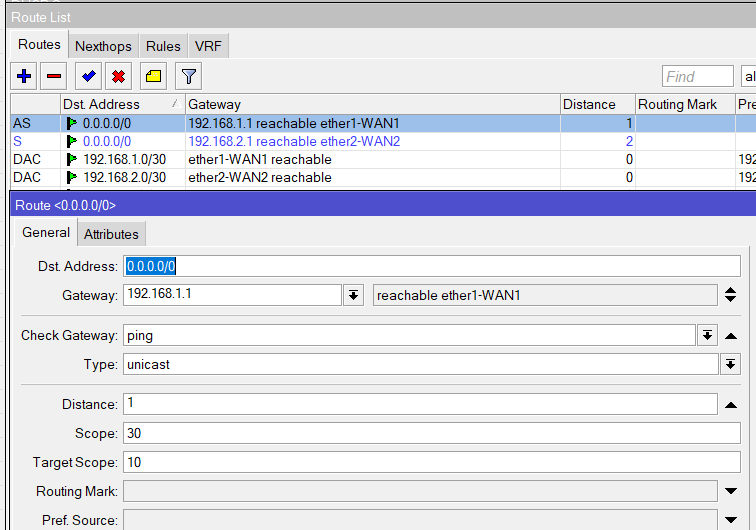 Route List
Routes Nexthops Rules VRF
Find al
Dst. Address Gateway Distance Routing Mark Pre
AS 0.0.0.0/0 192.168.1.1 reachable ether1-WAN1 1
S 0.0.0.0/0 192.168.2.1 reachable ether2-WAN2 2
DAC 192.168.1.0/30 ether1-WAN1 reachable 0 192
DAC 192.168.2.0/30 ether2-WAN2 reachable 0 192
Route <0.0.0.0/0>
General Attributes
Dst. Address: 0.0.0.0/0
Gateway: 192.168.1.1 reachable ether1-WAN1
Check Gateway: ping
Type: unicast
Distance: 1
Scope: 30
Target Scope: 10
Routing Mark:
Pref. Source: